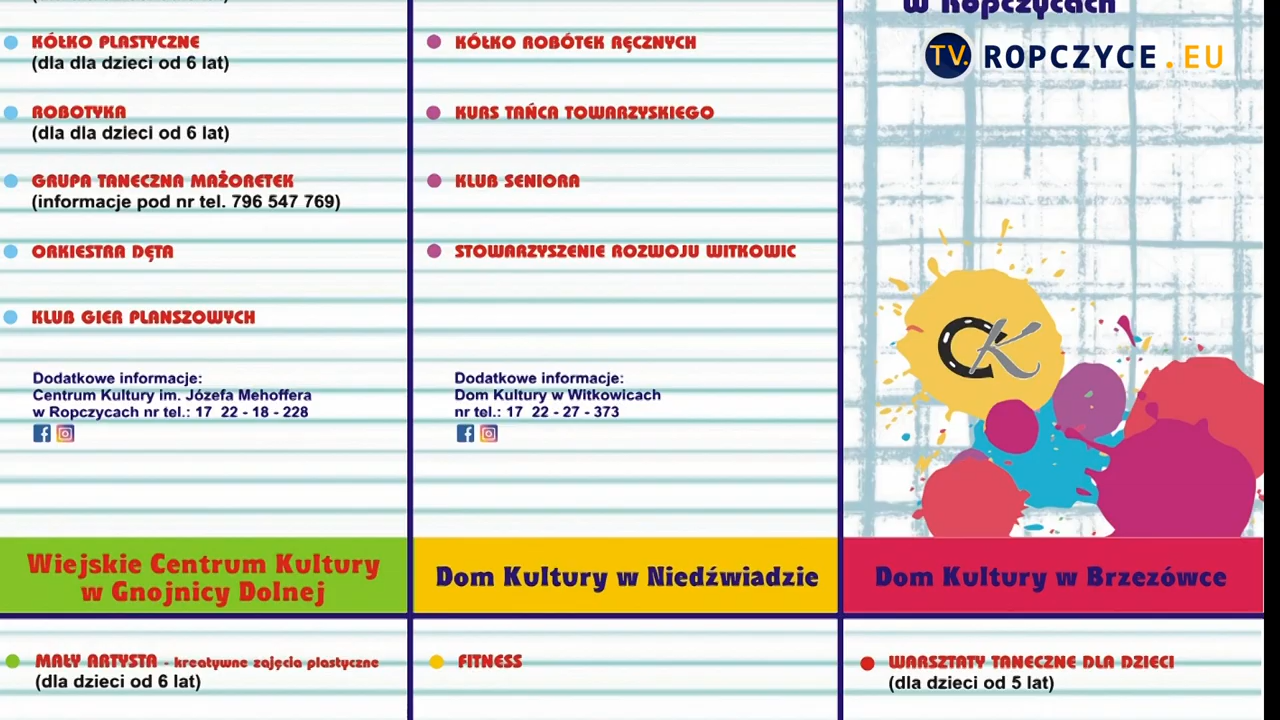 KÓŁKO PLASTYCZNE
(dla dla dzieci od 6 lat)
ROBOTYKA
(dla dla dzieci od 6 lat)
GRUPA TANECZNA MAŻORETEK
(informacje pod nr tel. 796 547 769)
ORKIESTRA DĘTA
KLUB GIER PLANSZOWYCH
Dodatkowe informacje:
Centrum Kultury im. Józefa Mehoffera
w Ropczycach nr tel.: 17 22 - 18 - 228
KÓŁKO ROBÓTEK RĘCZNYCH
KURS TAŃCA TOWARZYSKIEGO
KLUB SENIORA
STOWARZYSZENIE ROZWOJU WITKOWIC
Dodatkowe informacje:
Dom Kultury w Witkowicach
nr tel.: 17 22 - 27 - 373
w Ropczycach
TV. ROPCZYCE.EU
CK
Wiejskie Centrum Kultury
w Gnojnicy Dolnej
MAŁY ARTYSTA - kreatywne zajęcia plastyczne
(dla dzieci od 6 lat)
Dom Kultury w Niedźwiadzie
FITNESS
Dom Kultury w Brzezówce
WARSZTATY TANECZNE DLA DZIECI
(dla dzieci od 5 lat)